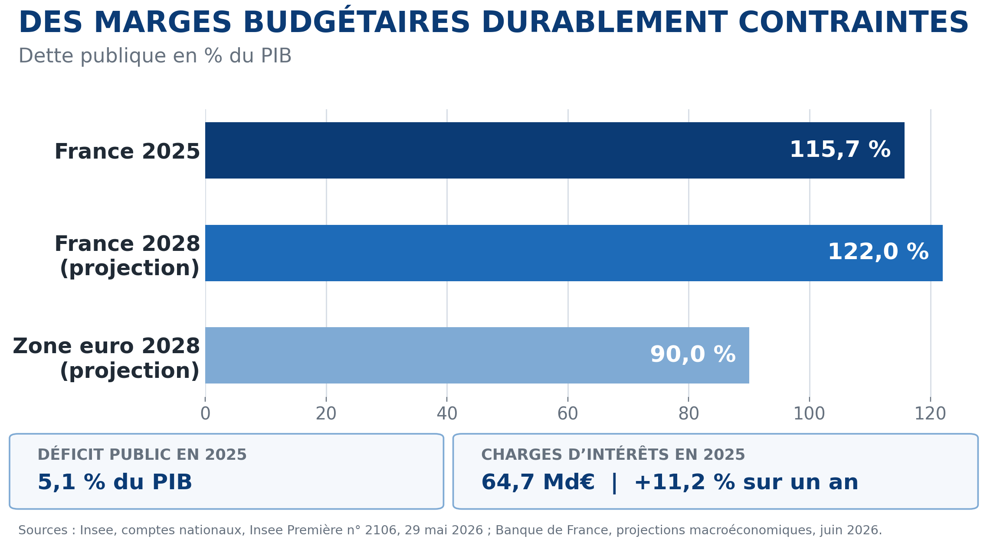 DES MARGES BUDGÉTAIRES DURABLEMENT CONTRAINTES
Dette publique en % du PIB
France 2025
115,7 %
France 2028
(projection)
122,0 %
Zone euro 2028
(projection)
90,0 %
0 20 40 60 80 100 120
DÉFICIT PUBLIC EN 2025
5,1 % du PIB
CHARGES D’INTÉRÊTS EN 2025
64,7 Md€ | +11,2 % sur un an
Sources : Insee, comptes nationaux, Insee Première n° 2106, 29 mai 2026 ; Banque de France, projections macroéconomiques, juin 2026.